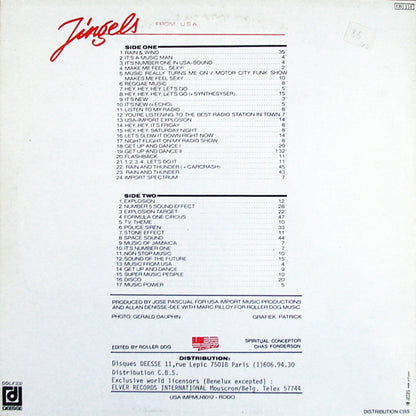 CBS 331
Jingels
FROM U.S.A.
SIDE ONE
1. RAIN & WIND 35
2. IT'S A MUSIC MAN 4
3. IT'S NUMBER ONE IN USA-SOUND 4
4. MAKE ME FEEL.. SEXY! 2
5. MUSIC REALLY TURNS ME ON / MOTOR CITY FUNK SHOW
MAKES ME FEEL SEXY 10
6. REGGAE MUSIC 8
7. HEY, HEY, HEY, LET'S GO 5
8. HEY, HEY, HEY, LET'S GO (+ SYNTHESYSER) 15
9. IT'S NEW 3
10. IT'S NEW (+ ECHO) 5
11. LISTEN TO MY RADIO 8
12. YOU'RE LISTENING TO THE BEST RADIO STATION IN TOWN 7
13. USA-IMPORT EXPLOSION 14
14. HEY, HEY, IT'S FRIDAY 8
15. HEY, HEY, SATURDAY NIGHT 8
16. LET'S SLOW IT DOWN RIGHT NOW 14
17. NIGHT FLIGHT ON MY RADIO SHOW 8
18. GET UP AND DANCE I 20
19. GET UP AND DANCE II 1'32
20. FLASHBACK 11
21. 1, 2, 3, 4.. LET'S DO IT 11
22. RAIN AND THUNDER I (+ CARCRASH) 45
23. RAIN AND THUNDER 43
24. IMPORT SPECTRUM 7
SIDE TWO
1. EXPLOSION 12
2. NUMBER 5 SOUND EFFECT 28
3. EXPLOSION TARGET 22
4. FORMULA ONE CIRCUS 47
5. TV THEME 10
6. POLICE SIREN 33
7. STONE EFFECT 11
8. SPACE SOUND 44
9. MUSIC OF JAMAICA 7
10. IT'S NUMBER ONE 7
11. NON STOP MUSIC 10
12. SOUND OF THE FUTURE 15
13. MUSIC FROM USA 4
14. GET UP AND DANCE 9
15. SUPER MUSIC PEOPLE 10
16. DISCO 20
17. MUSIC POWER 5
PRODUCED BY JOSE PASCUAL FOR USA IMPORT MUSIC PRODUCTIONS
AND ALLAN DENISSE-DEE WITH MARC PILLOY FOR ROLLER DOG MUSIC
PHOTO: GERALD DAUPHIN GRAFIEK: PATRICK
EDITED BY ROLLER DOG
SPIRITUAL CONCEPTOR
CHAS FONDERSON
DISTRIBUTION:
Disques DEESSE 11,rue Lepic 75018 Paris (1)606.94.30
Distribution C.B.S.
Exclusive world licensors (Benelux excepted) :
ELVER RECORDS INTERNATIONAL Blaregnies/Belg. Telex 57744
DEESSE
USA IMPMU-8012 - RODO
DISTRIBUTION CBS